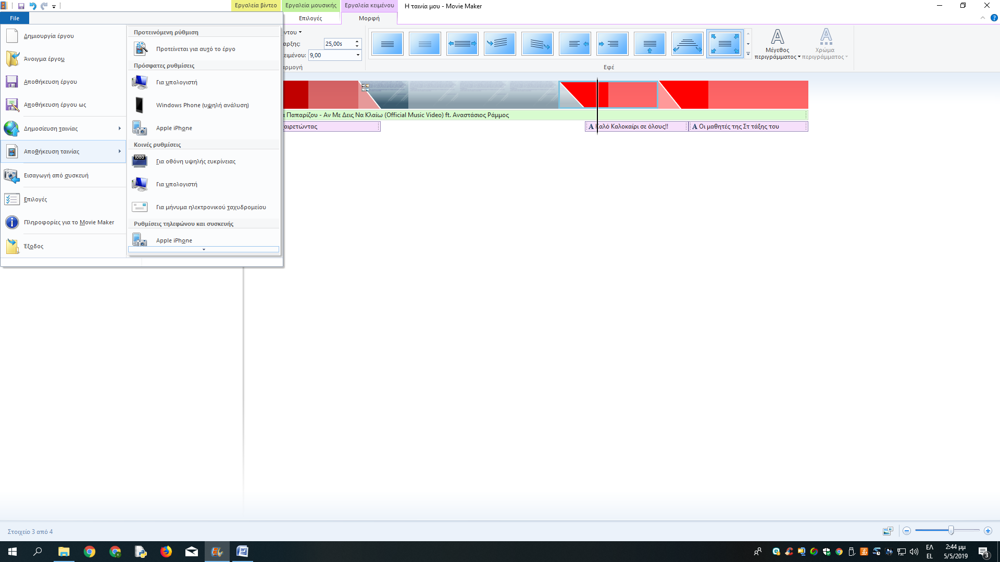 Εργαλεία βίντεο
Εργαλεία μουσικής
Εργαλεία κειμένου
Η ταινία μου - Movie Maker
File
Επιλογές
Μορφή
Δημιουργία έργου
Άνοιγμα έργου
Αποθήκευση έργου
Αποθήκευση έργου ως
Δημοσίευση ταινίας
Αποθήκευση ταινίας
Εισαγωγή από συσκευή
Επιλογές
Πληροφορίες για το Movie Maker
Έξοδος
Προτεινόμενη ρύθμιση
Προτείνεται για αυτό το έργο
Πρόσφατες ρυθμίσεις
Για υπολογιστή
Windows Phone (υψηλή ανάλυση)
Apple iPhone
Κοινές ρυθμίσεις
1080
Για οθόνη υψηλής ευκρίνειας
Για υπολογιστή
Για μήνυμα ηλεκτρονικού ταχυδρομείου
Ρυθμίσεις τηλεφώνου και συσκευής
Apple iPhone
ντου
αρξης: 25,00s
ειμένου: 9,00
ρμογή
Εφέ
Μέγεθος
περιγράμματος
Χρώμα
περιγράμματος
α Παπαρίζου - Αν Με Δεις Να Κλαίω (Official Music Video) ft. Αναστάσιος Ράμμος
αιρετώντας
A Καλό Καλοκαίρι σε όλους!!
A Οι μαθητές της Στ τάξης του
Στοιχείο 3 από 4
ΕΛ
EL
2:44 μμ
5/5/2019
3